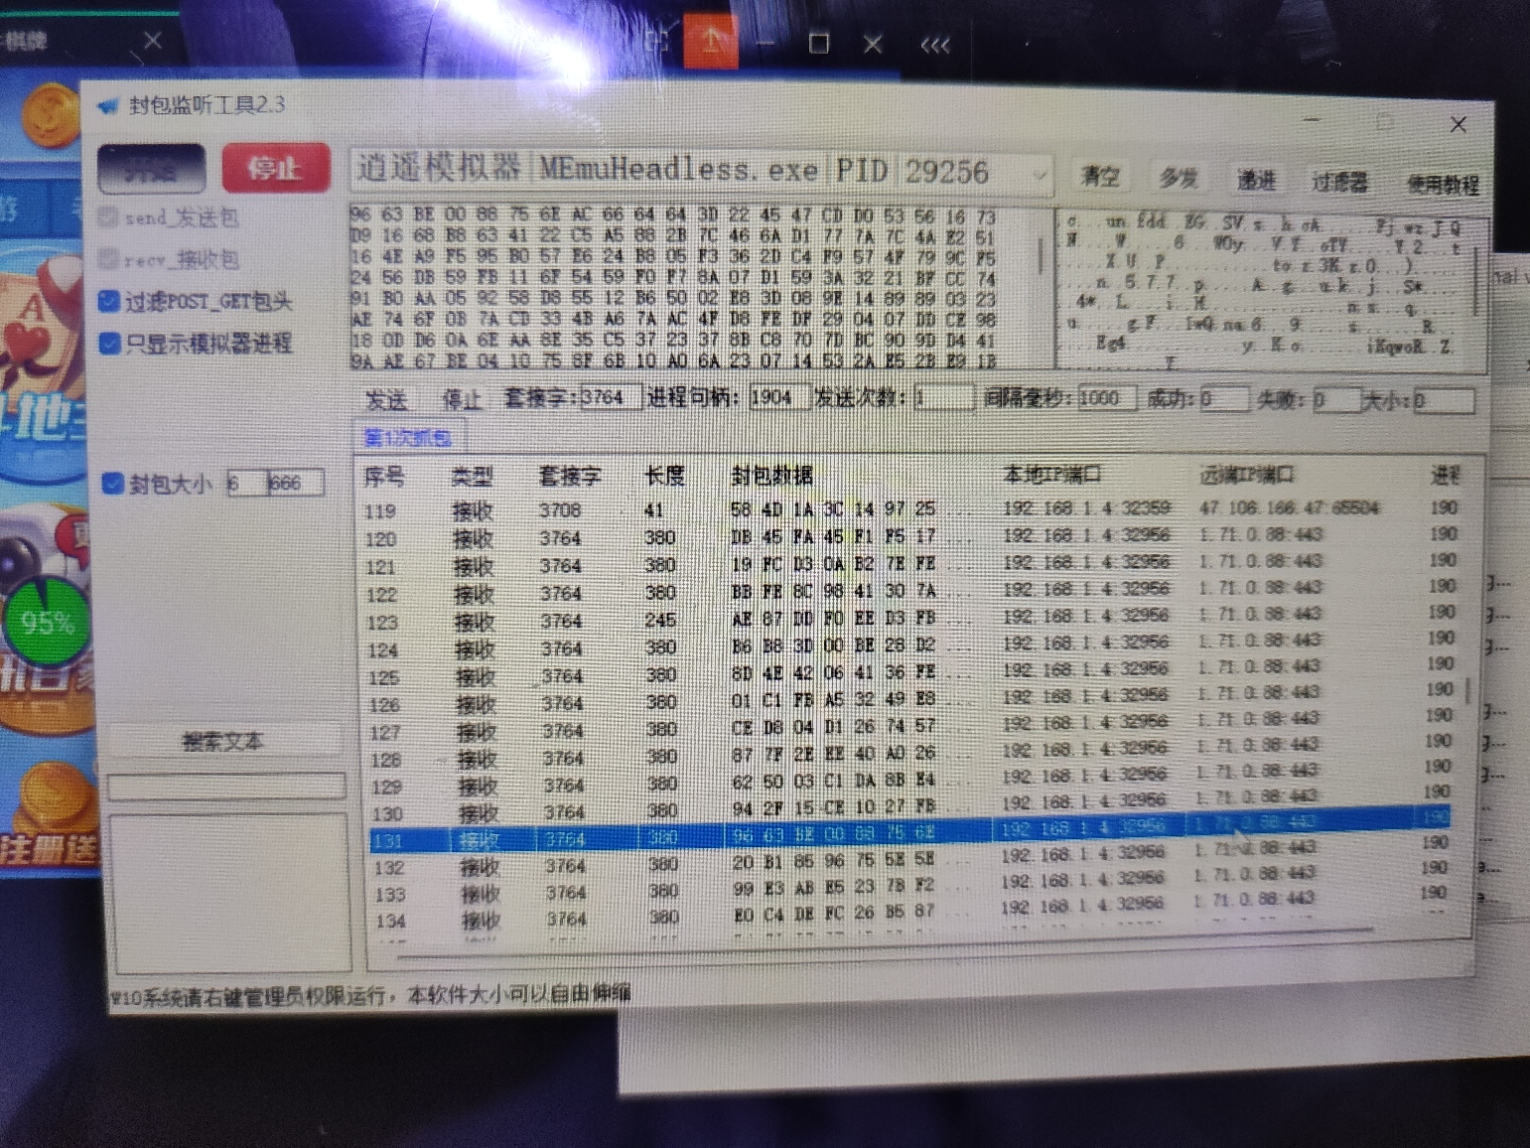 棋牌
封包监听工具2.3
开始 停止 逍遥模拟器 MEmuHeadless.exe PID 29256 清空 多发 递进 过滤器 使用教程
send_发送包
recv_接收包
过滤POST_GET包头
只显示模拟器进程
96 63 BE 00 88 75 6E AC 66 64 64 3D 22 45 47 CD D0 53 56 16 73
D9 16 68 B8 63 41 22 C5 A5 88 2B 7C 46 6A D1 77 7A 7C 4A E2 51
16 4E A9 F5 95 B0 57 E6 24 B8 05 F3 36 2D C4 F9 57 4F 79 9C F5
24 56 DB 59 FB 11 6F 54 59 F0 F7 8A 07 D1 59 3A 32 21 BF CC 74
91 B0 AA 05 92 58 D8 55 12 B6 50 02 E8 3D 08 9E 14 89 89 03 23
AE 74 6F 0B 7A CD 33 4B A6 7A AC 4F D8 FE DF 29 04 07 DD CE 98
18 0D D6 0A 6E AA 8E 35 C5 37 23 37 8B C8 70 7D BC 90 9D D4 41
9A AE 67 BE 04 10 75 8F 6B 10 A0 6A 23 07 14 53 2A E5 2B E9 1B
发送 停止 套接字:3764 进程句柄: 1904 发送次数: 1 间隔毫秒: 1000 成功: 0 失败: 0 大小: 0
第1次抓包
封包大小 6 666
序号 类型 套接字 长度 封包数据 本地IP端口 远端IP端口 进程
119 接收 3708 41 58 4D 1A 3C 14 97 25 ... 192.168.1.4:32359 47.106.166.47:65504 190
120 接收 3764 380 DB 45 FA 45 F1 F5 17 ... 192.168.1.4:32956 1.71.0.88:443 190
121 接收 3764 380 19 FC D3 0A B2 7E FE ... 192.168.1.4:32956 1.71.0.88:443 190
122 接收 3764 380 BB FE 8C 98 41 30 7A ... 192.168.1.4:32956 1.71.0.88:443 190
123 接收 3764 245 AE 87 DD F0 EE D3 FB ... 192.168.1.4:32956 1.71.0.88:443 190
124 接收 3764 380 B6 B8 3D 00 BE 28 D2 ... 192.168.1.4:32956 1.71.0.88:443 190
125 接收 3764 380 8D 4E 42 06 41 36 FE ... 192.168.1.4:32956 1.71.0.88:443 190
126 接收 3764 380 01 C1 FB A5 32 49 E8 ... 192.168.1.4:32956 1.71.0.88:443 190
127 接收 3764 380 CE D8 04 D1 26 74 57 ... 192.168.1.4:32956 1.71.0.88:443 190
128 接收 3764 380 87 7F 2E EE 40 A0 26 ... 192.168.1.4:32956 1.71.0.88:443 190
129 接收 3764 380 62 50 03 C1 DA 8B E4 ... 192.168.1.4:32956 1.71.0.88:443 190
130 接收 3764 380 94 2F 15 CE 10 27 FB ... 192.168.1.4:32956 1.71.0.88:443 190
131 接收 3764 380 96 63 BE 00 88 75 6E ... 192.168.1.4:32956 1.71.0.88:443 190
132 接收 3764 380 20 B1 85 96 75 5E 5E ... 192.168.1.4:32956 1.71.0.88:443 190
133 接收 3764 380 99 E3 AB E5 23 7B F2 ... 192.168.1.4:32956 1.71.0.88:443 190
134 接收 3764 380 E0 C4 DE FC 26 B5 87 ... 192.168.1.4:32956 1.71.0.88:443 190
95%
搜索文本
注册送
W10系统请右键管理员权限运行，本软件大小可以自由伸缩